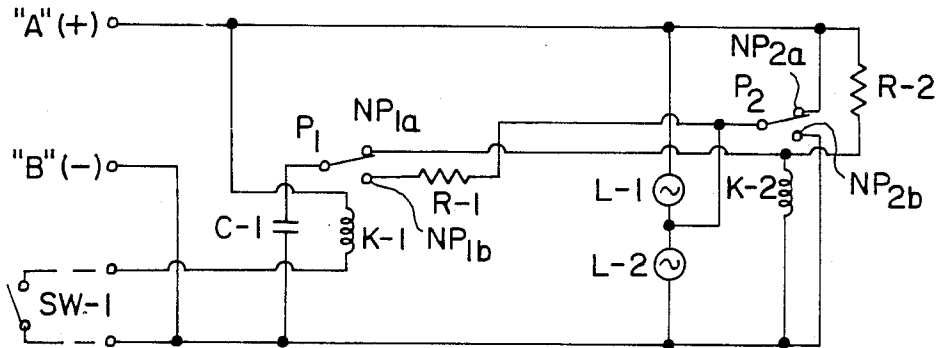 "A" (+)
NP2a
P2
R-2
P1
NP1a
"B" (-)
L-1
K-2
NP2b
R-1
C-1
K-1
NP1b
L-2
SW-1